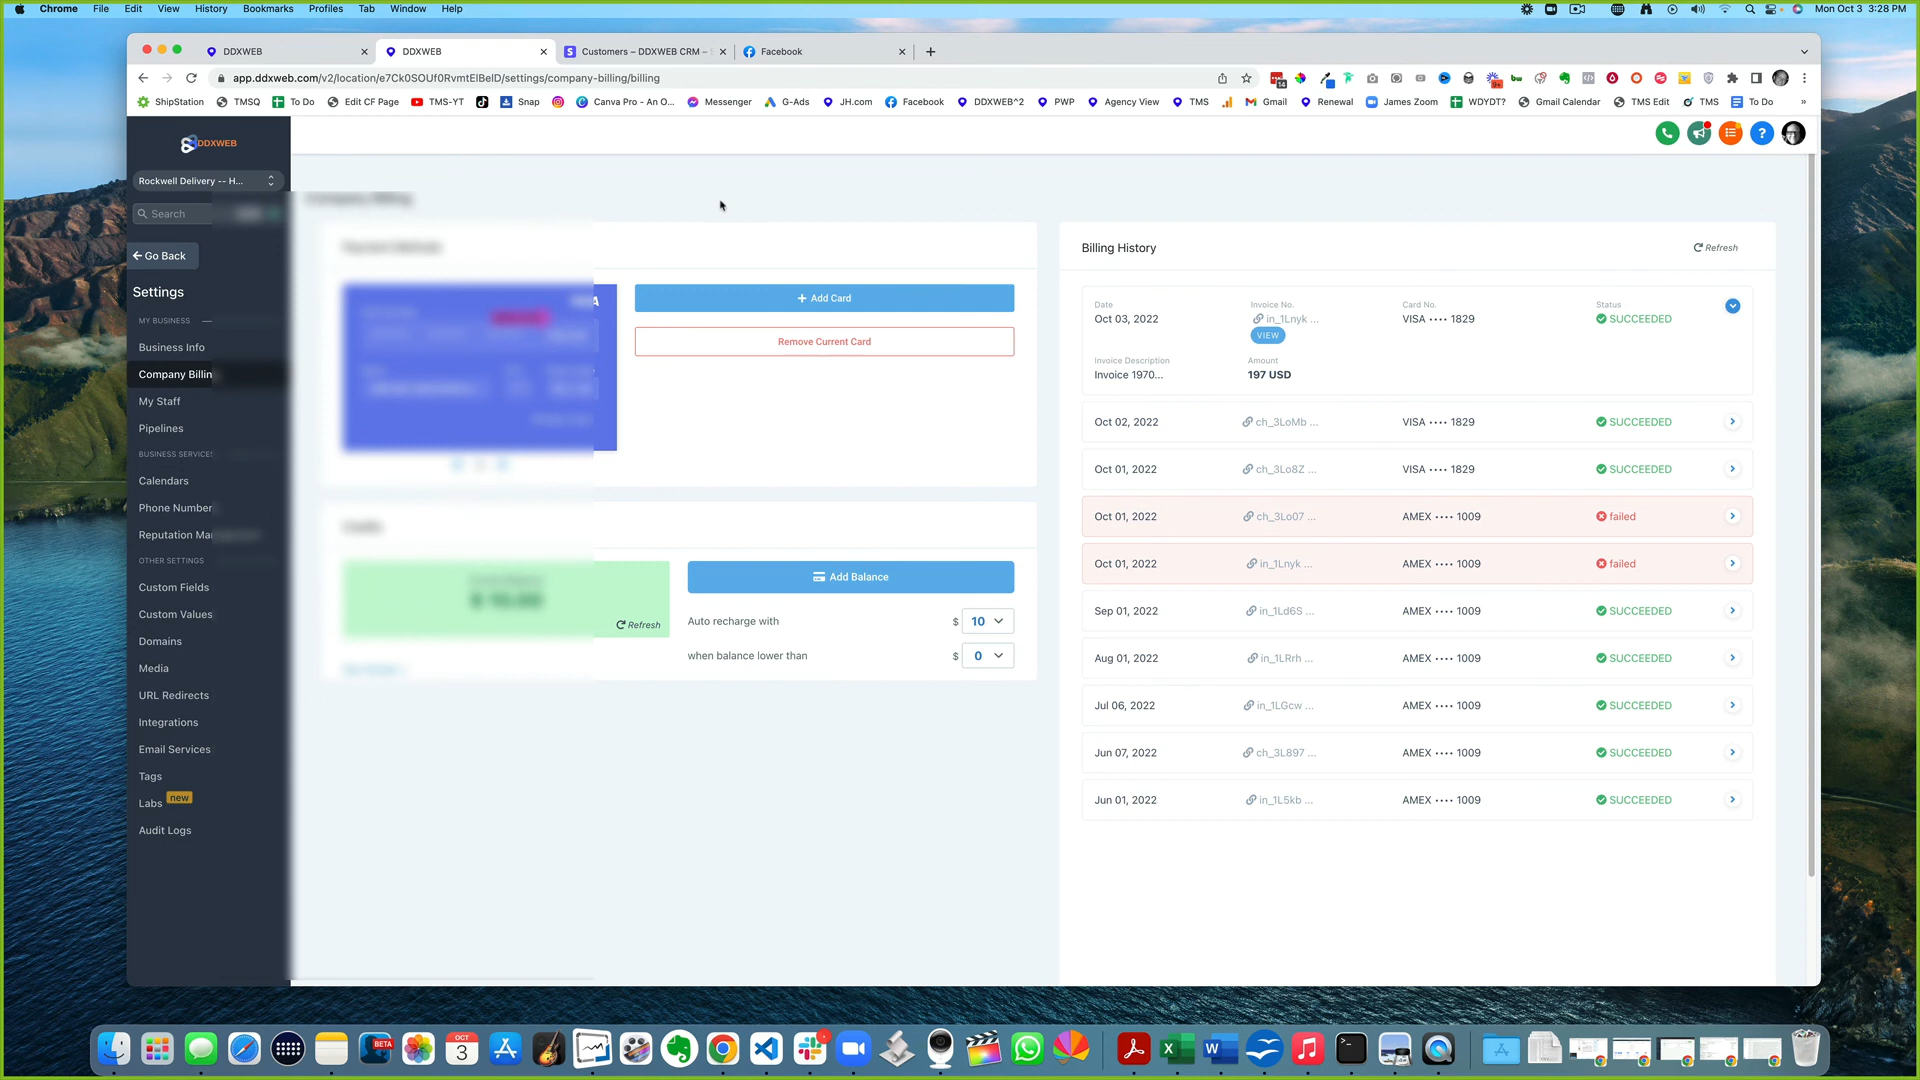 Chrome File Edit View History Bookmarks Profiles Tab Window Help
Mon Oct 3 3:28 PM
DDXWEB
DDXWEB
Customers – DDXWEB CRM –
Facebook
app.ddxweb.com/v2/location/e7Ck0SOUf0RvmtElBelD/settings/company-billing/billing
ShipStation TMSQ To Do Edit CF Page TMS-YT Snap Canva Pro - An O... Messenger G-Ads JH.com Facebook DDXWEB^2 PWP Agency View TMS Gmail Renewal James Zoom WDYDT? Gmail Calendar TMS Edit TMS To Do »
DDXWEB
Rockwell Delivery -- H...
Search
Go Back
Settings
MY BUSINESS
Business Info
Company Billin
My Staff
Pipelines
BUSINESS SERVICES
Calendars
Phone Number
Reputation Ma
OTHER SETTINGS
Custom Fields
Custom Values
Domains
Media
URL Redirects
Integrations
Email Services
Tags
Labs new
Audit Logs
+ Add Card
Remove Current Card
Add Balance
Refresh
Auto recharge with $ 10
when balance lower than $ 0
Billing History
Refresh
Date Invoice No. Card No. Status
Oct 03, 2022 in_1Lnyk ... VISA •••• 1829 SUCCEEDED
VIEW
Invoice Description Amount
Invoice 1970... 197 USD
Oct 02, 2022 ch_3LoMb ... VISA •••• 1829 SUCCEEDED
Oct 01, 2022 ch_3Lo8Z ... VISA •••• 1829 SUCCEEDED
Oct 01, 2022 ch_3Lo07 ... AMEX •••• 1009 failed
Oct 01, 2022 in_1Lnyk ... AMEX •••• 1009 failed
Sep 01, 2022 in_1Ld6S ... AMEX •••• 1009 SUCCEEDED
Aug 01, 2022 in_1LRrh ... AMEX •••• 1009 SUCCEEDED
Jul 06, 2022 in_1LGcw ... AMEX •••• 1009 SUCCEEDED
Jun 07, 2022 ch_3L897 ... AMEX •••• 1009 SUCCEEDED
Jun 01, 2022 in_1L5kb ... AMEX •••• 1009 SUCCEEDED
BETA
OCT
3